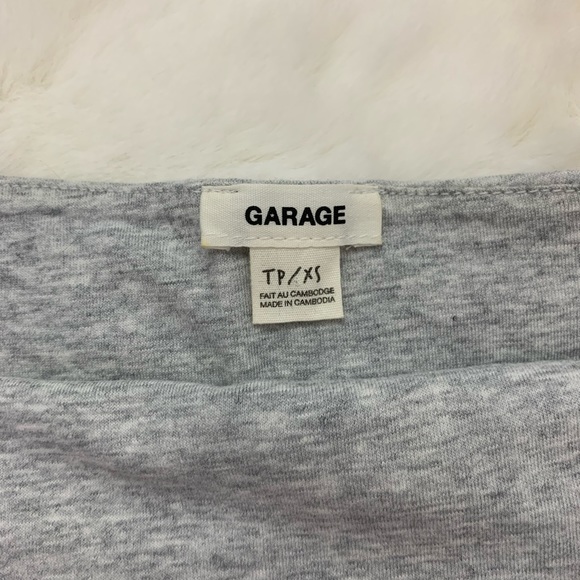 GARAGE
TP/XS
FAIT AU CAMBODGE
MADE IN CAMBODIA